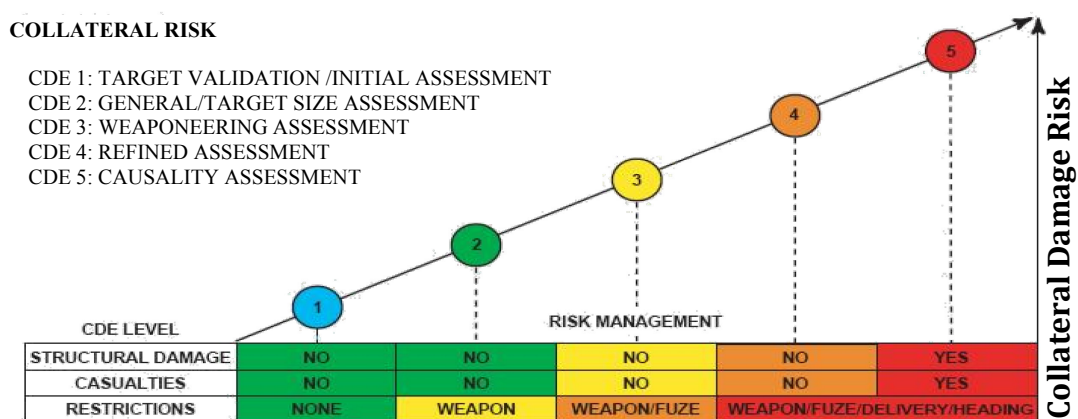 COLLATERAL RISK
CDE 1: TARGET VALIDATION /INITIAL ASSESSMENT
CDE 2: GENERAL/TARGET SIZE ASSESSMENT
CDE 3: WEAPONEERING ASSESSMENT
CDE 4: REFINED ASSESSMENT
CDE 5: CAUSALITY ASSESSMENT
5
4
3
2
1
Collateral Damage Risk
CDE LEVEL
RISK MANAGEMENT
STRUCTURAL DAMAGE NO NO NO NO YES
CASUALTIES NO NO NO NO YES
RESTRICTIONS NONE WEAPON WEAPON/FUZE WEAPON/FUZE/DELIVERY/HEADING